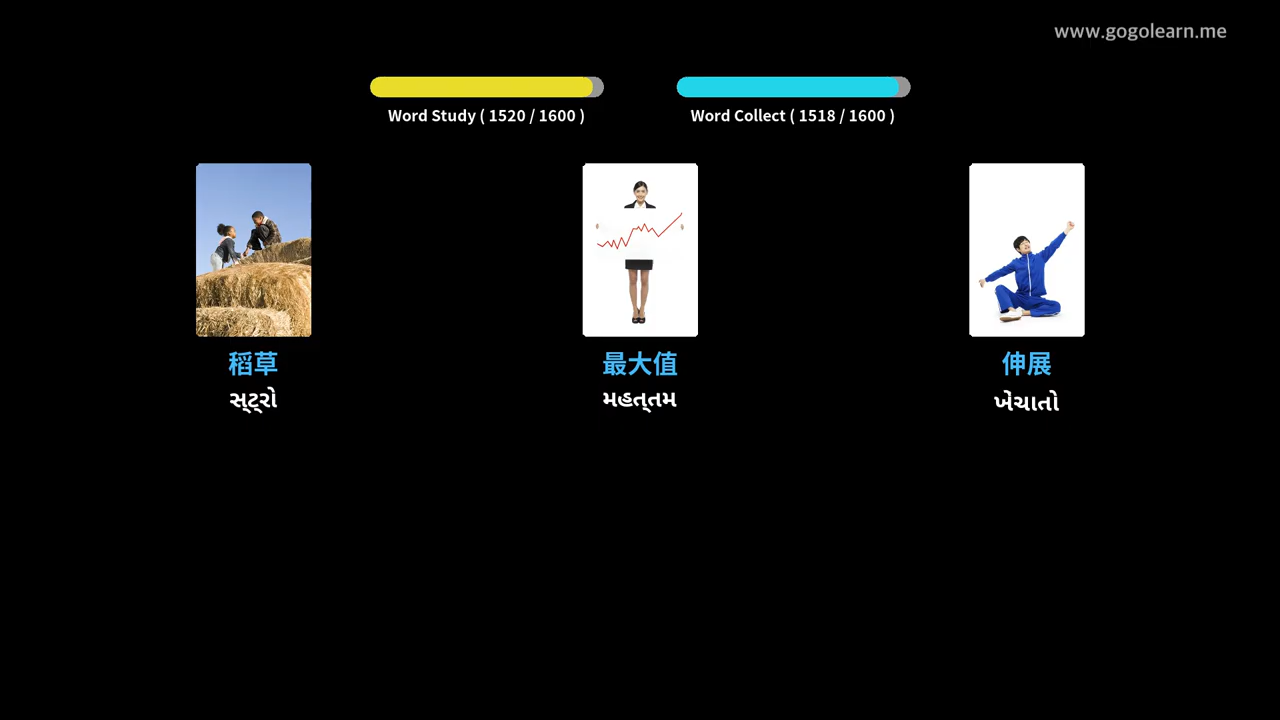 www.gogolearn.me
Word Study ( 1520 / 1600 )
Word Collect ( 1518 / 1600 )
稻草
最大值
伸展
સ્ટ્રો
મહત્તમ
ખેચાતો